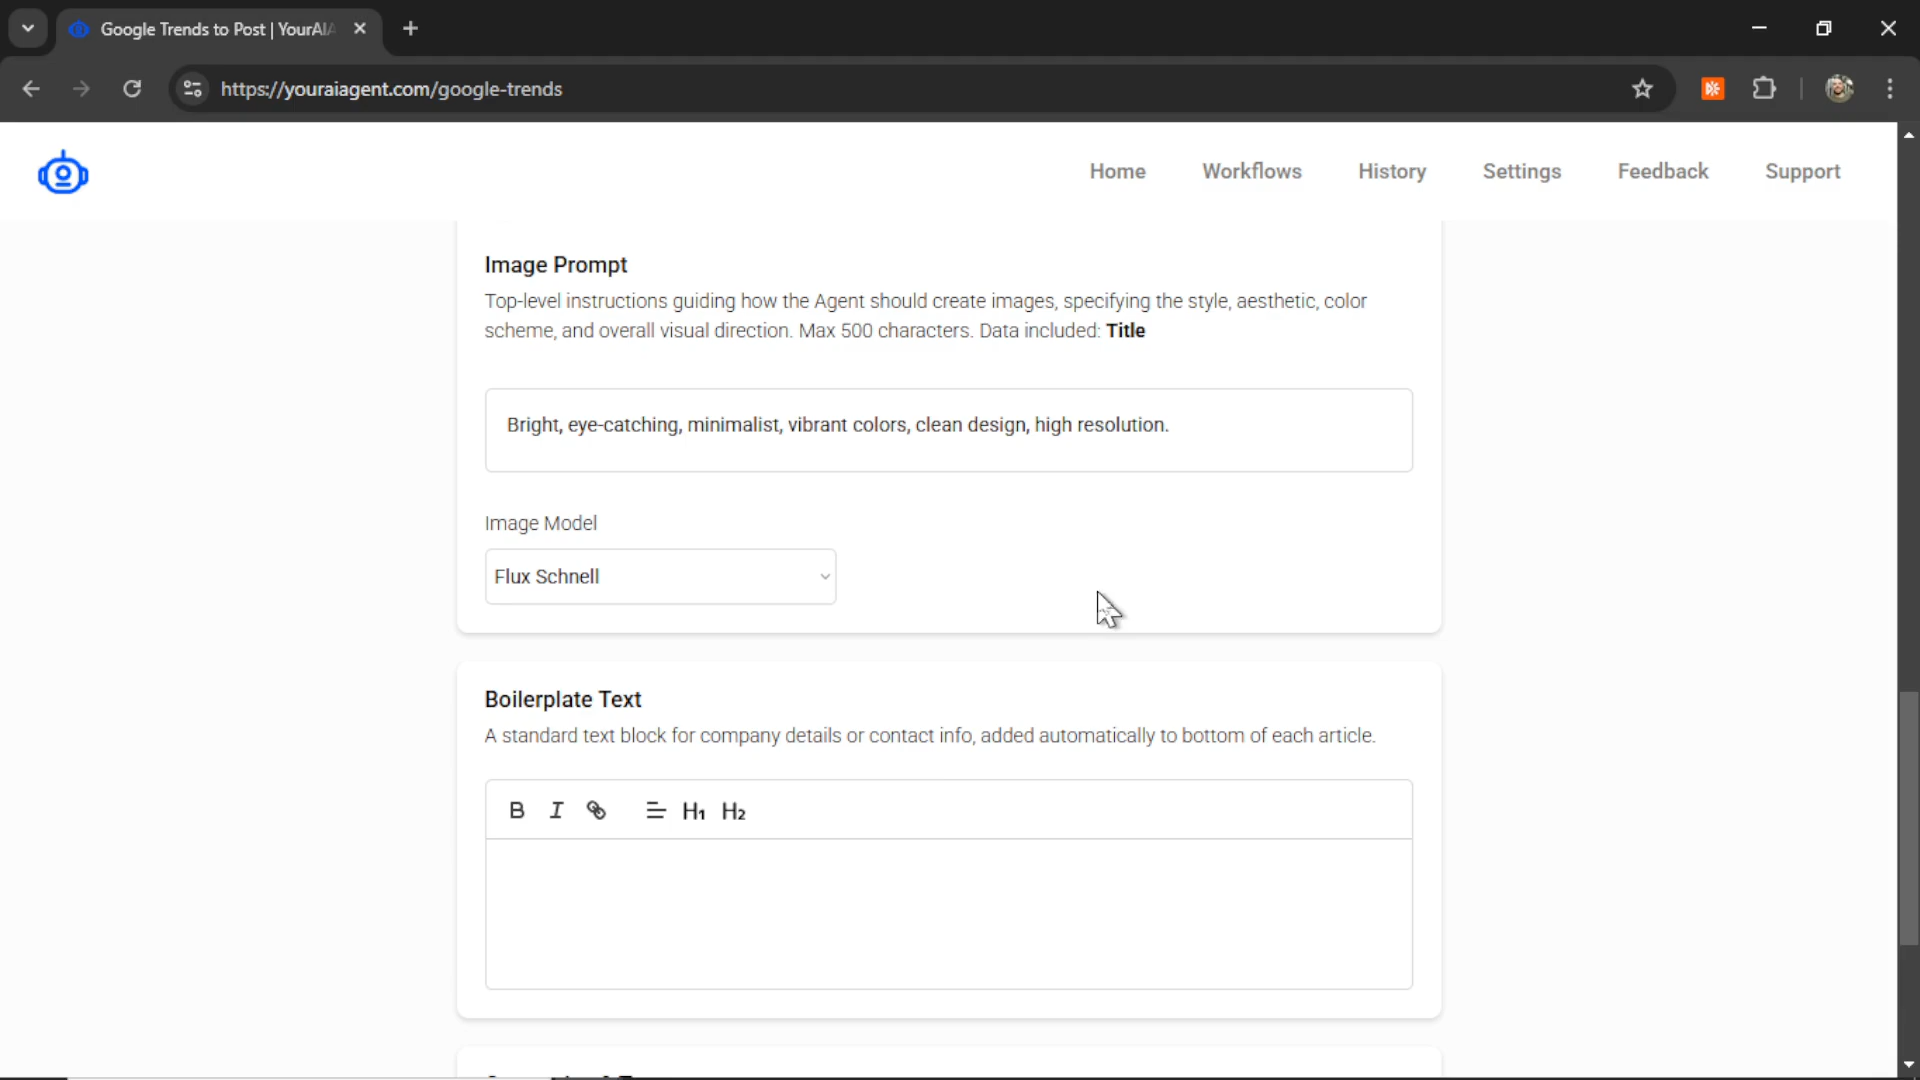 Google Trends to Post | YourAIA
https://youraiagent.com/google-trends
Home Workflows History Settings Feedback Support
Image Prompt
Top-level instructions guiding how the Agent should create images, specifying the style, aesthetic, color
scheme, and overall visual direction. Max 500 characters. Data included: Title
Bright, eye-catching, minimalist, vibrant colors, clean design, high resolution.
Image Model
Flux Schnell
Boilerplate Text
A standard text block for company details or contact info, added automatically to bottom of each article.
B I H1 H2